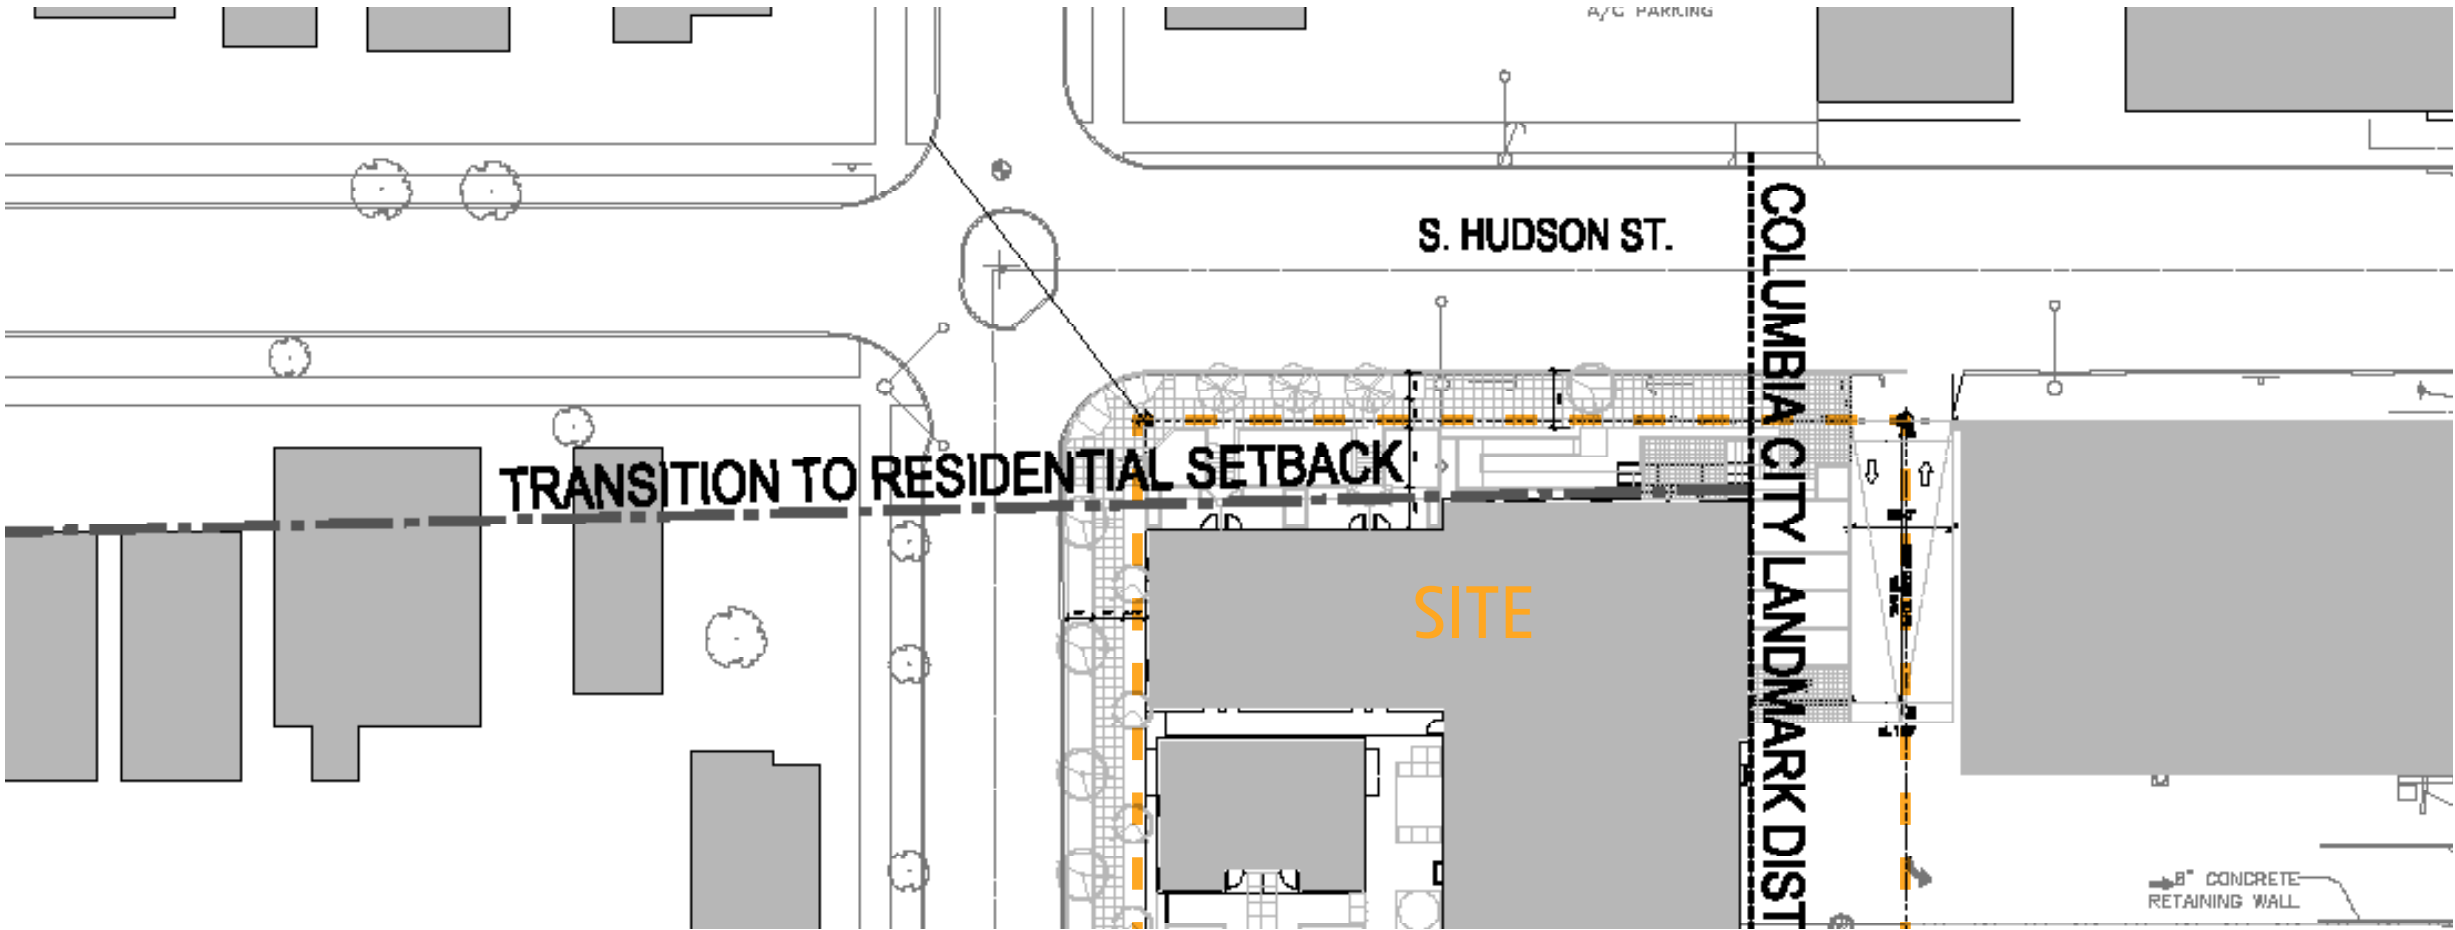 A/C PARKING
S. HUDSON ST.
COLUMBIA CITY LANDMARK DIST
TRANSITION TO RESIDENTIAL SETBACK
SITE
8" CONCRETE
RETAINING WALL